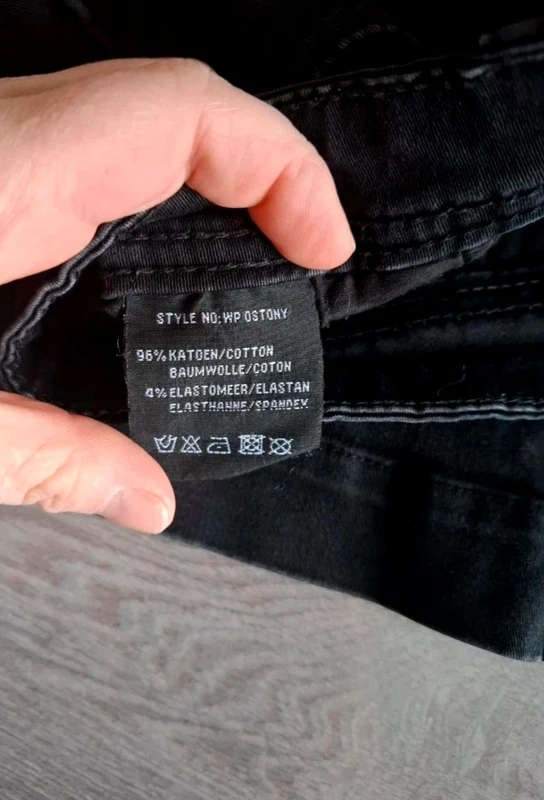 STYLE NO:WP OSTONY
96% KATOEN/COTTON
BAUMWOLLE/COTON
4% ELASTOMEER/ELASTAN
ELASTHANNE/SPANDEX